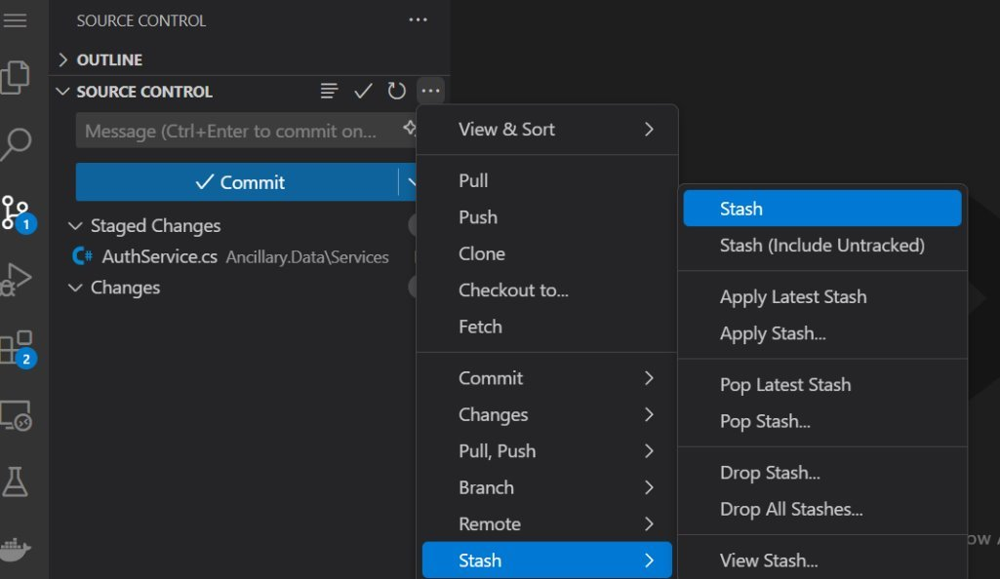 SOURCE CONTROL
OUTLINE
SOURCE CONTROL
Message (Ctrl+Enter to commit on...
Commit
Staged Changes
C# AuthService.cs Ancillary.Data\Services
Changes
1
2
View & Sort
Pull
Push
Clone
Checkout to...
Fetch
Commit
Changes
Pull, Push
Branch
Remote
Stash
Stash
Stash (Include Untracked)
Apply Latest Stash
Apply Stash...
Pop Latest Stash
Pop Stash...
Drop Stash...
Drop All Stashes...
View Stash...